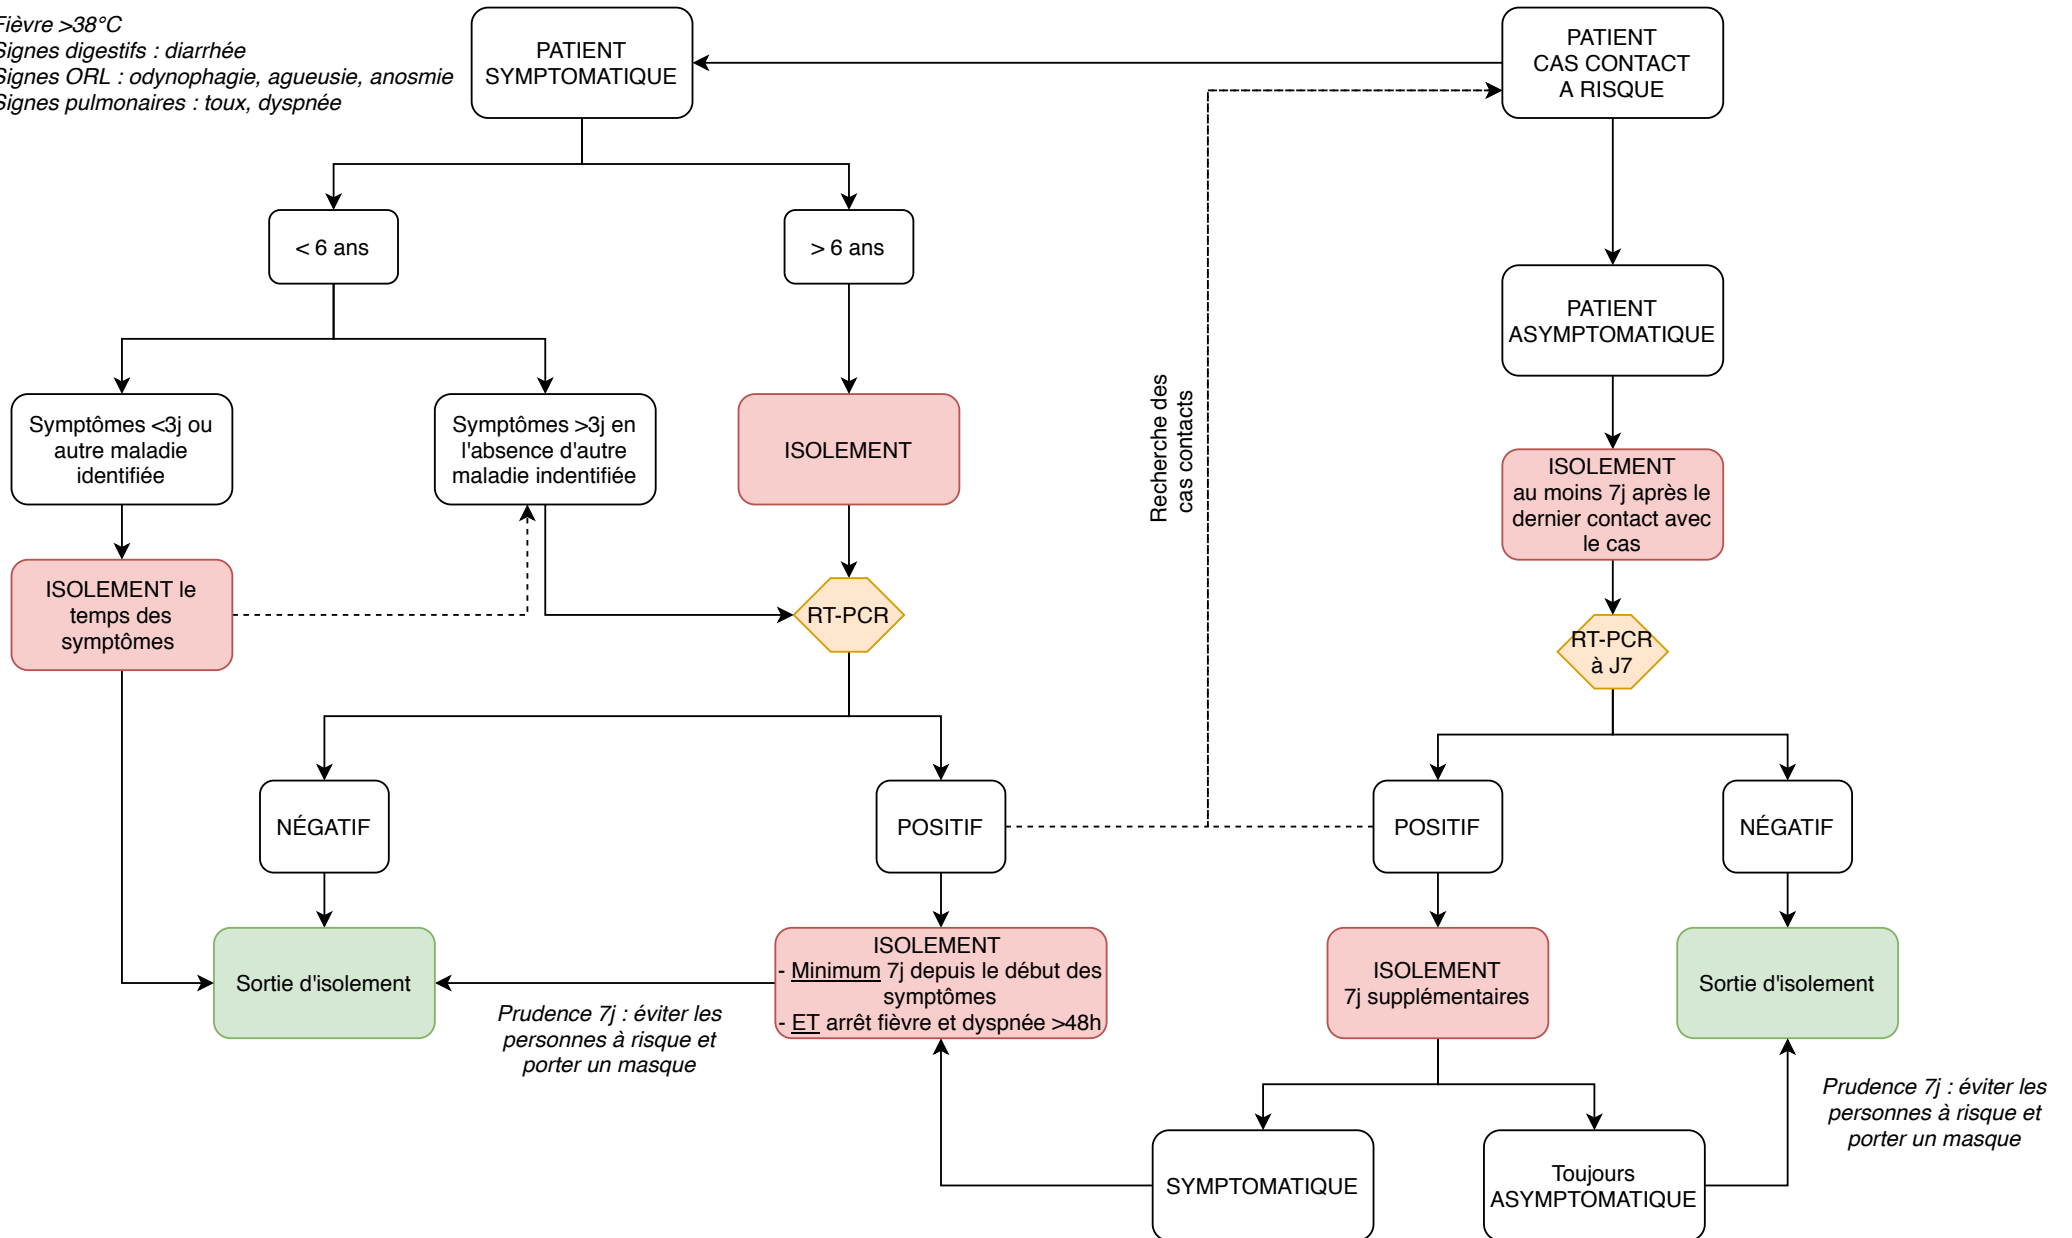 Fièvre >38°C
Signes digestifs : diarrhée
Signes ORL : odynophagie, agueusie, anosmie
Signes pulmonaires : toux, dyspnée
PATIENT
SYMPTOMATIQUE
PATIENT
CAS CONTACT
A RISQUE
< 6 ans
> 6 ans
PATIENT
ASYMPTOMATIQUE
Symptômes <3j ou
autre maladie
identifiée
Symptômes >3j en
l'absence d'autre
maladie indentifiée
ISOLEMENT
Recherche des
cas contacts
ISOLEMENT
au moins 7j après le
dernier contact avec
le cas
ISOLEMENT le
temps des
symptômes
RT-PCR
RT-PCR
à J7
NÉGATIF
POSITIF
POSITIF
NÉGATIF
Sortie d'isolement
Prudence 7j : éviter les
personnes à risque et
porter un masque
ISOLEMENT
- Minimum 7j depuis le début des
symptômes
- ET arrêt fièvre et dyspnée >48h
ISOLEMENT
7j supplémentaires
Sortie d'isolement
Prudence 7j : éviter les
personnes à risque et
porter un masque
SYMPTOMATIQUE
Toujours
ASYMPTOMATIQUE